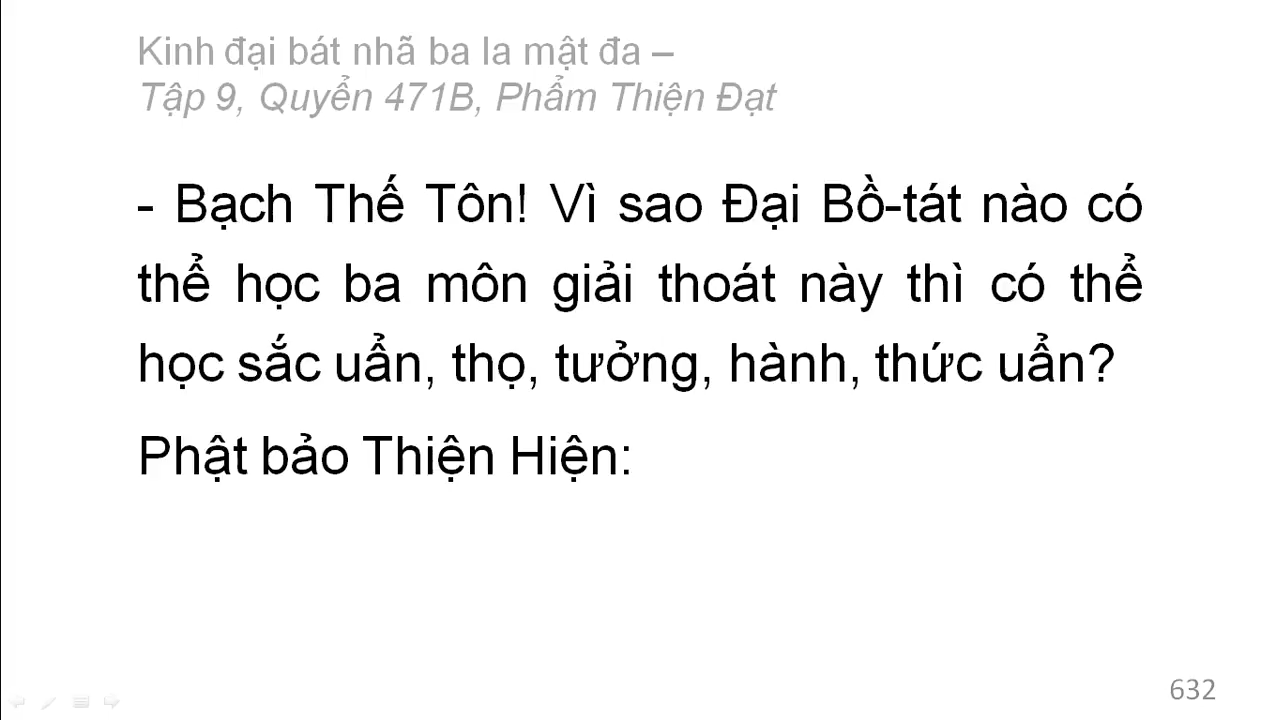 Kinh đại bát nhã ba la mật đa –
Tập 9, Quyển 471B, Phẩm Thiện Đạt
- Bạch Thế Tôn! Vì sao Đại Bồ-tát nào có
thể học ba môn giải thoát này thì có thể
học sắc uẩn, thọ, tưởng, hành, thức uẩn?
Phật bảo Thiện Hiện:
632